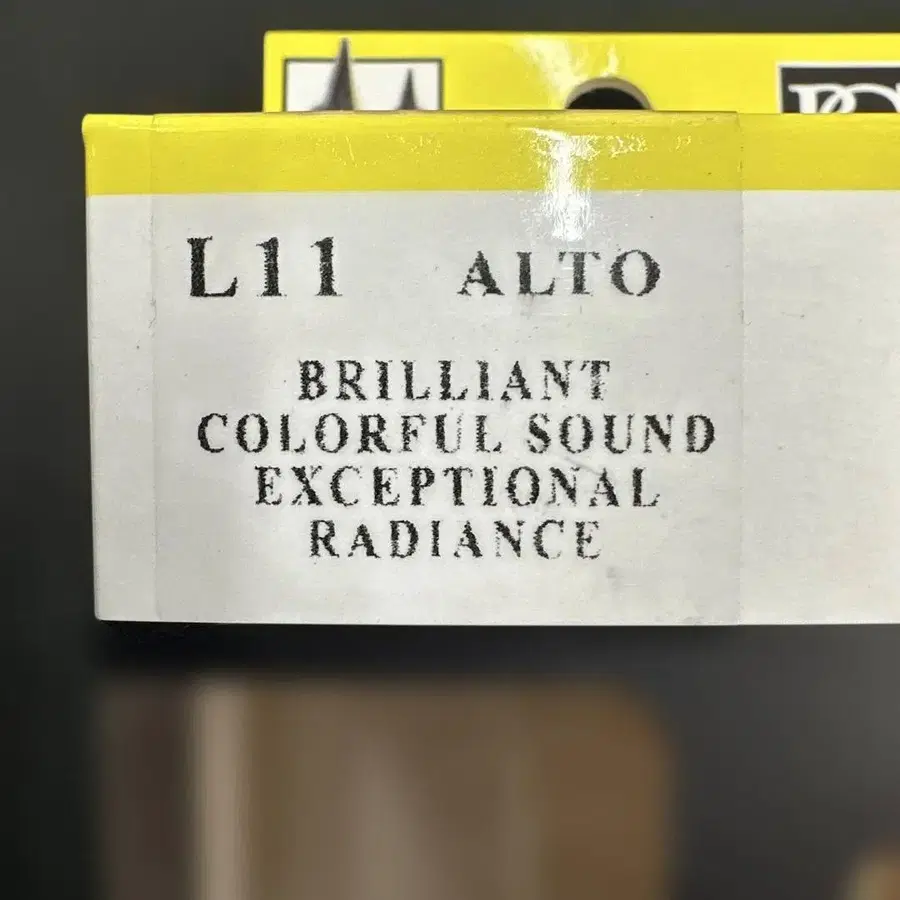 L11 ALTO
BRILLIANT
COLORFUL SOUND
EXCEPTIONAL
RADIANCE